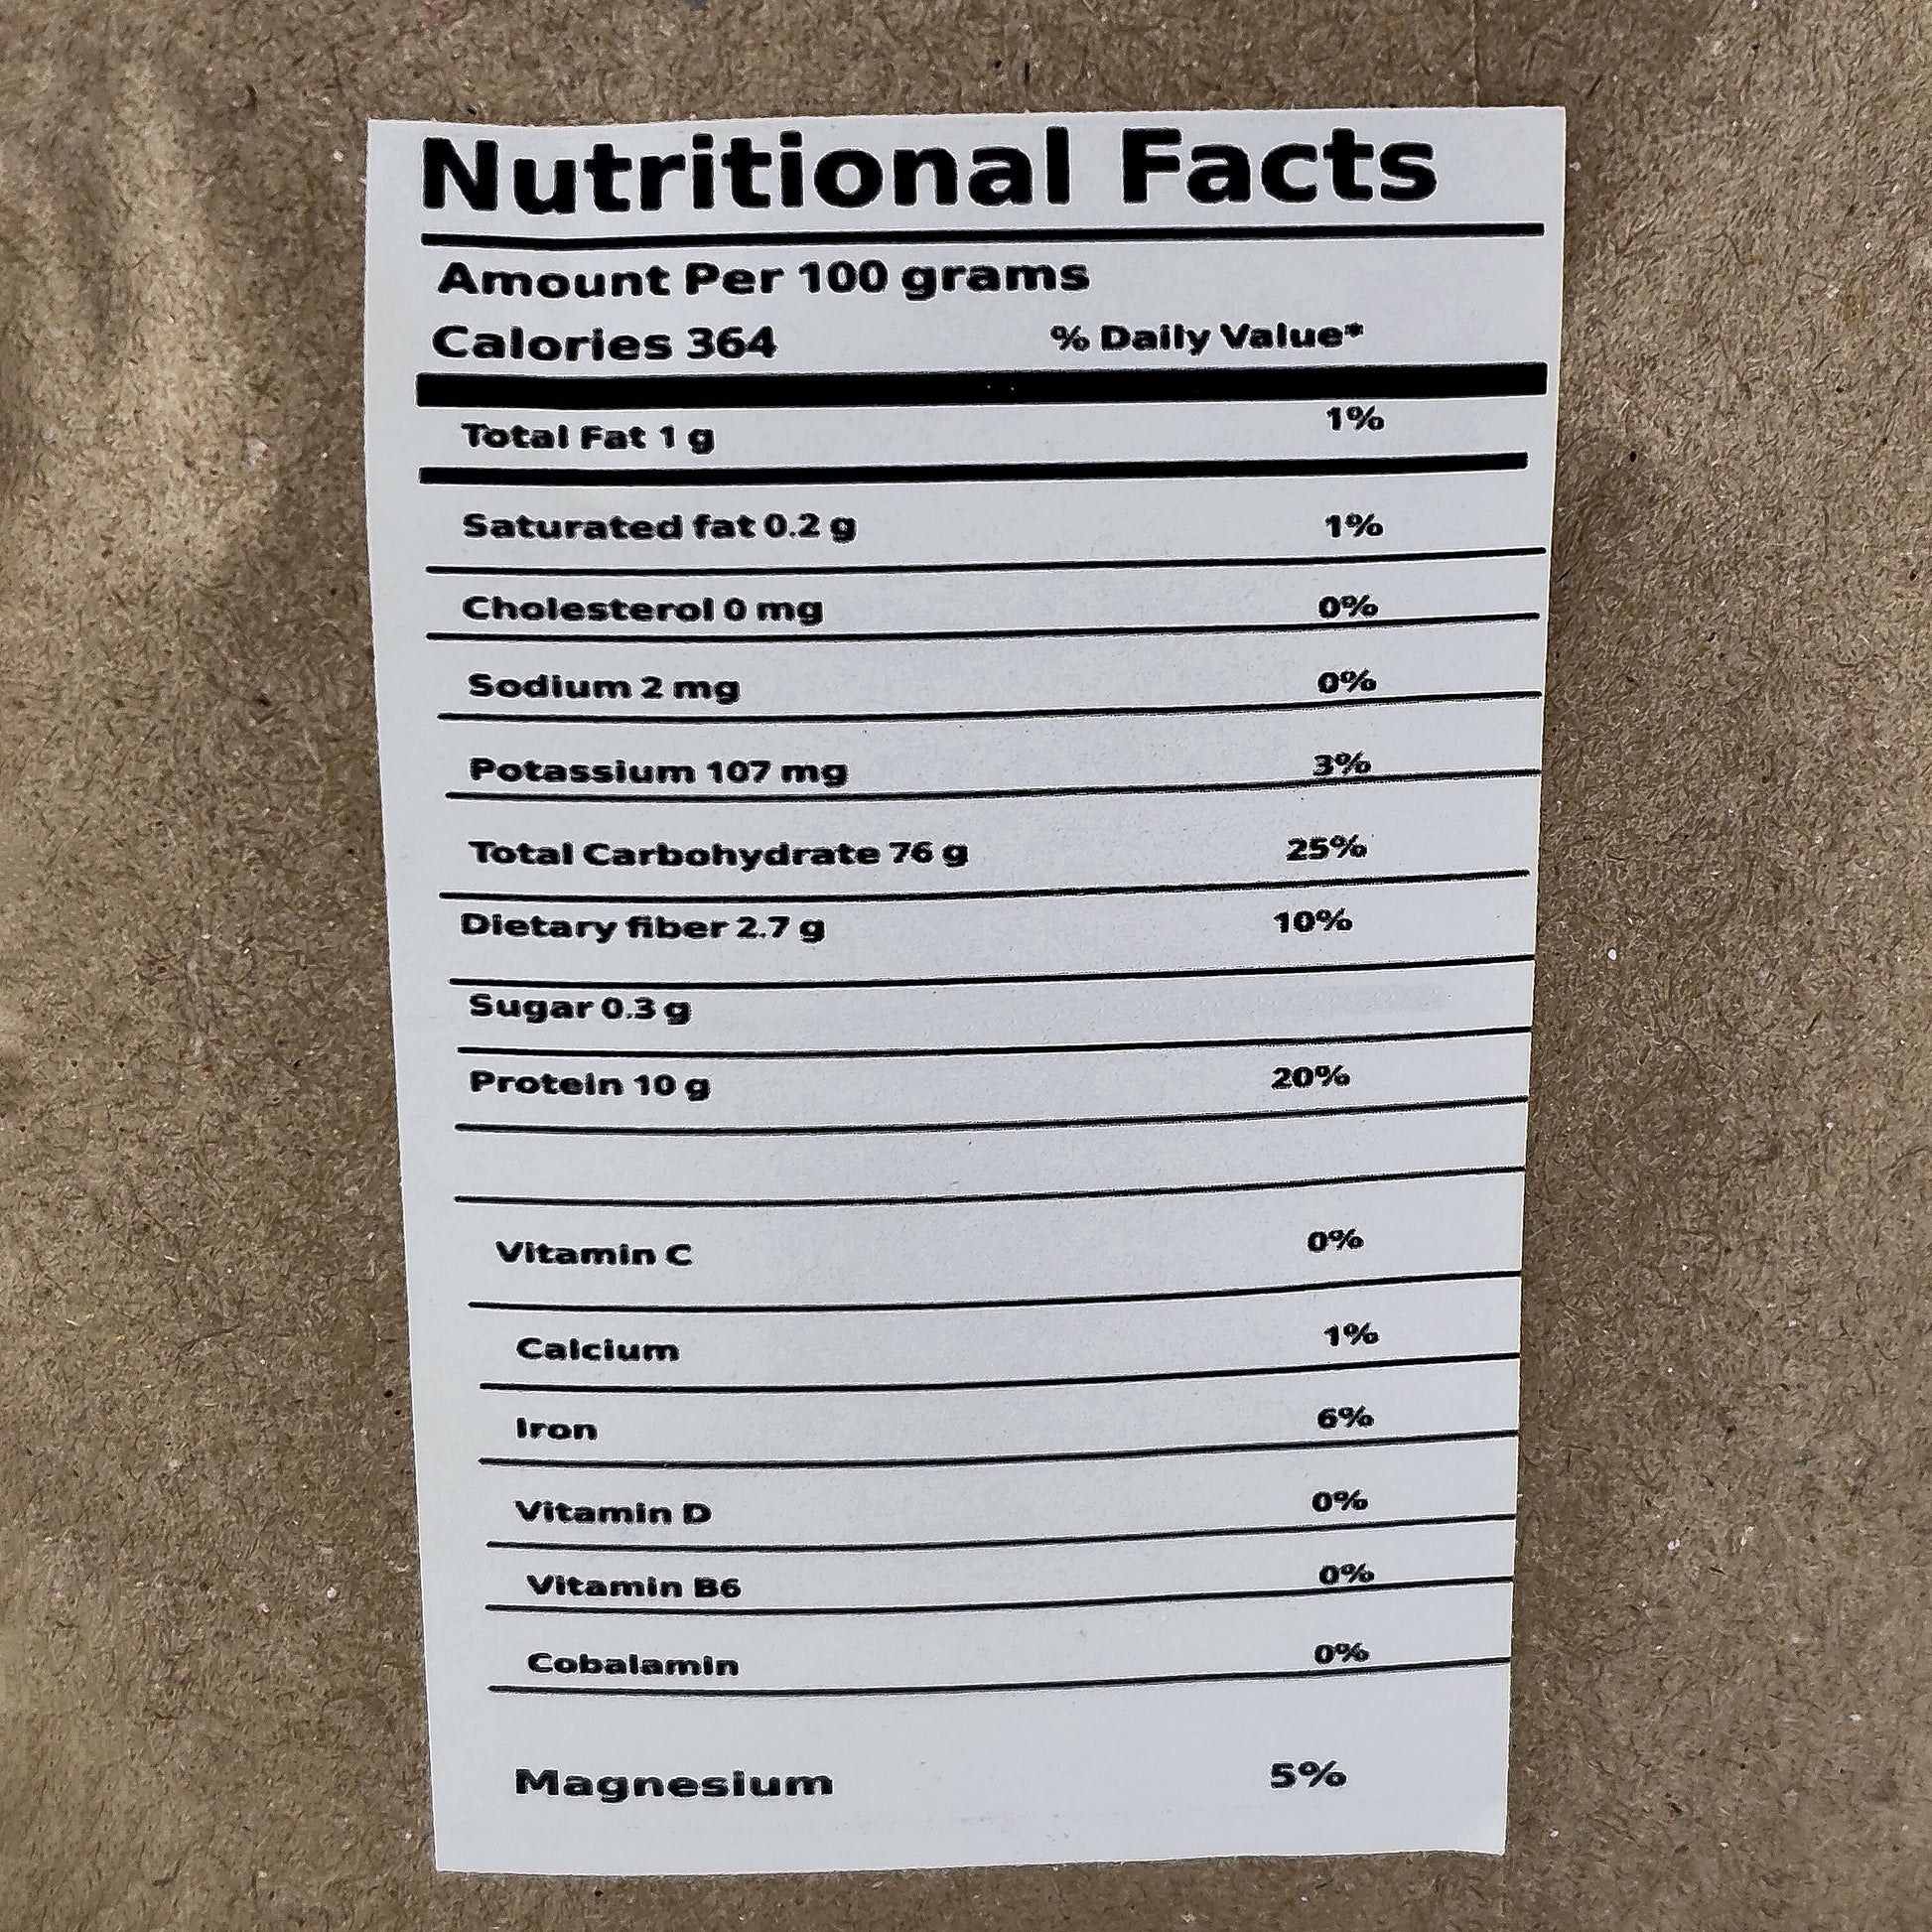 Nutritional Facts
Amount Per 100 grams
Calories 364 % Daily Value*
Total Fat 1 g 1%
Saturated fat 0.2 g 1%
Cholesterol 0 mg 0%
Sodium 2 mg 0%
Potassium 107 mg 3%
Total Carbohydrate 76 g 25%
Dietary fiber 2.7 g 10%
Sugar 0.3 g
Protein 10 g 20%
Vitamin C 0%
Calcium 1%
Iron 6%
Vitamin D 0%
Vitamin B6 0%
Cobalamin 0%
Magnesium 5%